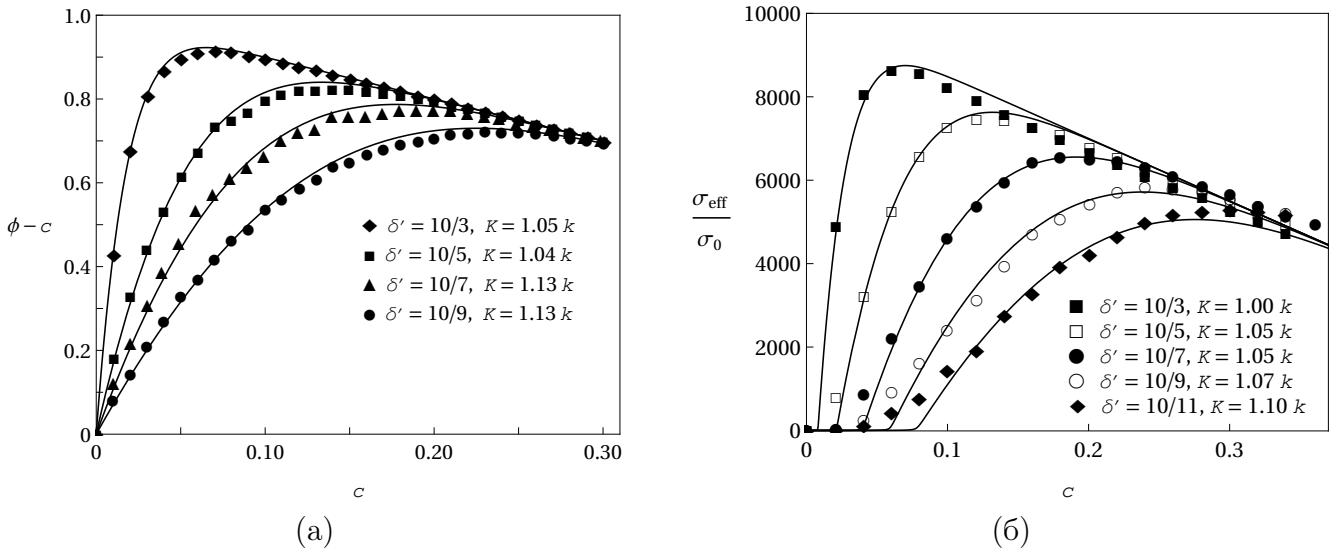 1.0
0.8
0.6
0.4
0.2
0
ϕ − c
δ′ = 10/3, K = 1.05 k
δ′ = 10/5, K = 1.04 k
δ′ = 10/7, K = 1.13 k
δ′ = 10/9, K = 1.13 k
0 0.10 0.20 0.30
c
(а)
10000
8000
6000
4000
2000
0
σeff
σ0
δ′ = 10/3, K = 1.00 k
δ′ = 10/5, K = 1.05 k
δ′ = 10/7, K = 1.05 k
δ′ = 10/9, K = 1.07 k
δ′ = 10/11, K = 1.10 k
0 0.1 0.2 0.3
c
(б)